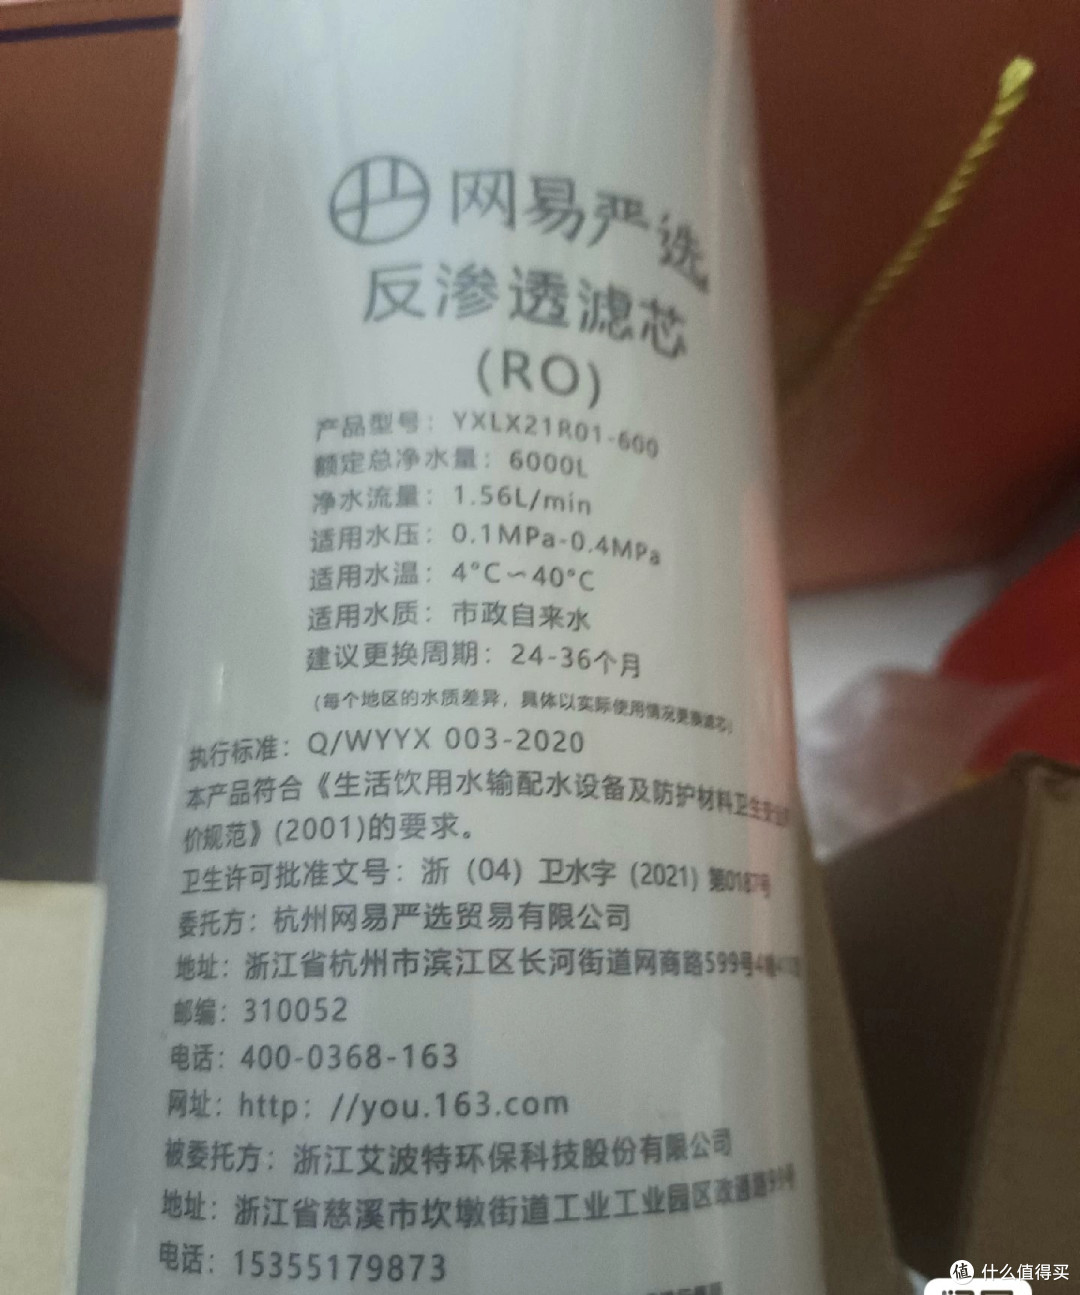 网易严选
反渗透滤芯
(RO)
产品型号：YXLX21R01-600
额定总净水量：6000L
净水流量：1.56L/min
适用水压：0.1MPa-0.4MPa
适用水温：4°C～40°C
适用水质：市政自来水
建议更换周期：24-36个月
(每个地区的水质差异，具体以实际使用情况更换滤芯)
执行标准：Q/WYYX 003-2020
本产品符合《生活饮用水输配水设备及防护材料卫生安全评
价规范》(2001)的要求。
卫生许可批准文号：浙（04）卫水字（2021）第0187号
委托方：杭州网易严选贸易有限公司
地址：浙江省杭州市滨江区长河街道网商路599号4幢
邮编：310052
电话：400-0368-163
网址：http：//you.163.com
被委托方：浙江艾波特环保科技股份有限公司
地址：浙江省慈溪市坎墩街道工业工业园区改通路99号
电话：15355179873
值 什么值得买